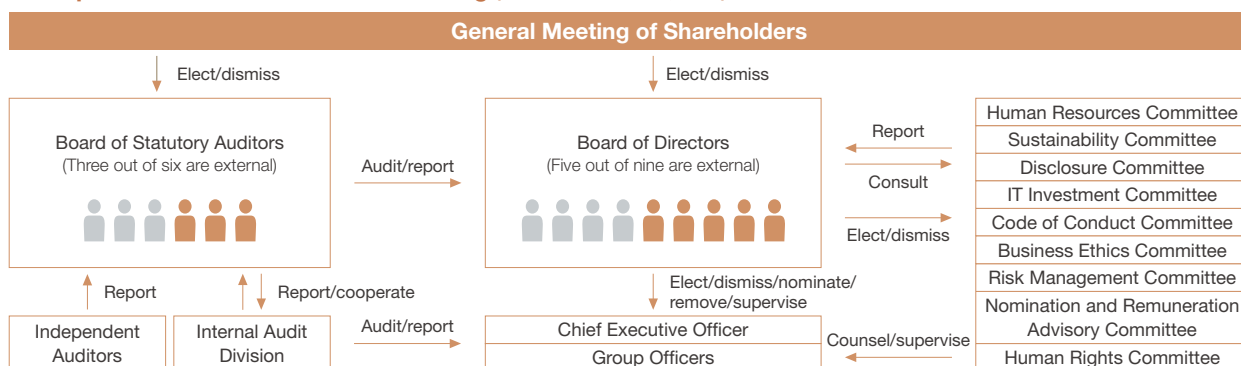 General Meeting of Shareholders
Elect/dismiss
Elect/dismiss
Board of Statutory Auditors
(Three out of six are external)
Audit/report
Board of Directors
(Five out of nine are external)
Report
Consult
Elect/dismiss
Human Resources Committee
Sustainability Committee
Disclosure Committee
IT Investment Committee
Code of Conduct Committee
Business Ethics Committee
Risk Management Committee
Nomination and Remuneration
Advisory Committee
Human Rights Committee
Report
Report/cooperate
Elect/dismiss/nominate/
remove/supervise
Independent
Auditors
Internal Audit
Division
Audit/report
Chief Executive Officer
Group Officers
Counsel/supervise